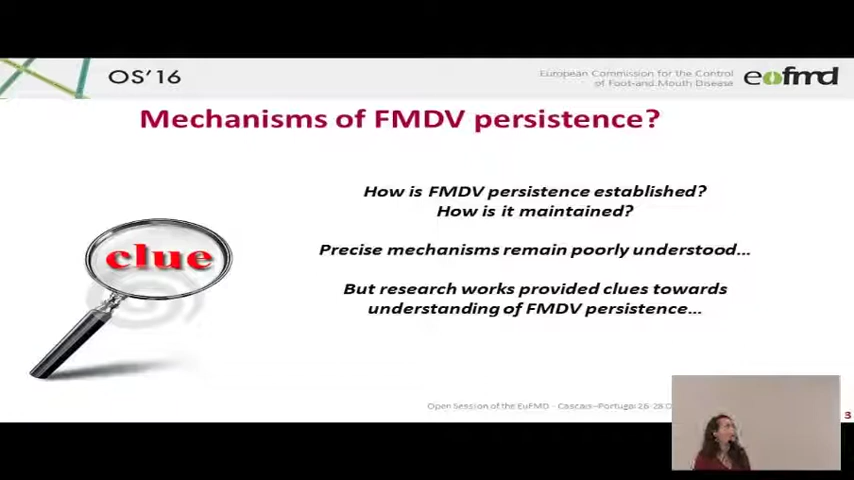 OS'16
European Commission for the Control
of Foot-and-Mouth Disease
eofmd
Mechanisms of FMDV persistence?
How is FMDV persistence established?
How is it maintained?
Precise mechanisms remain poorly understood...
But research works provided clues towards
understanding of FMDV persistence...
clue
Open Session of the EuFMD - Cascais–Portugal 26-28
3